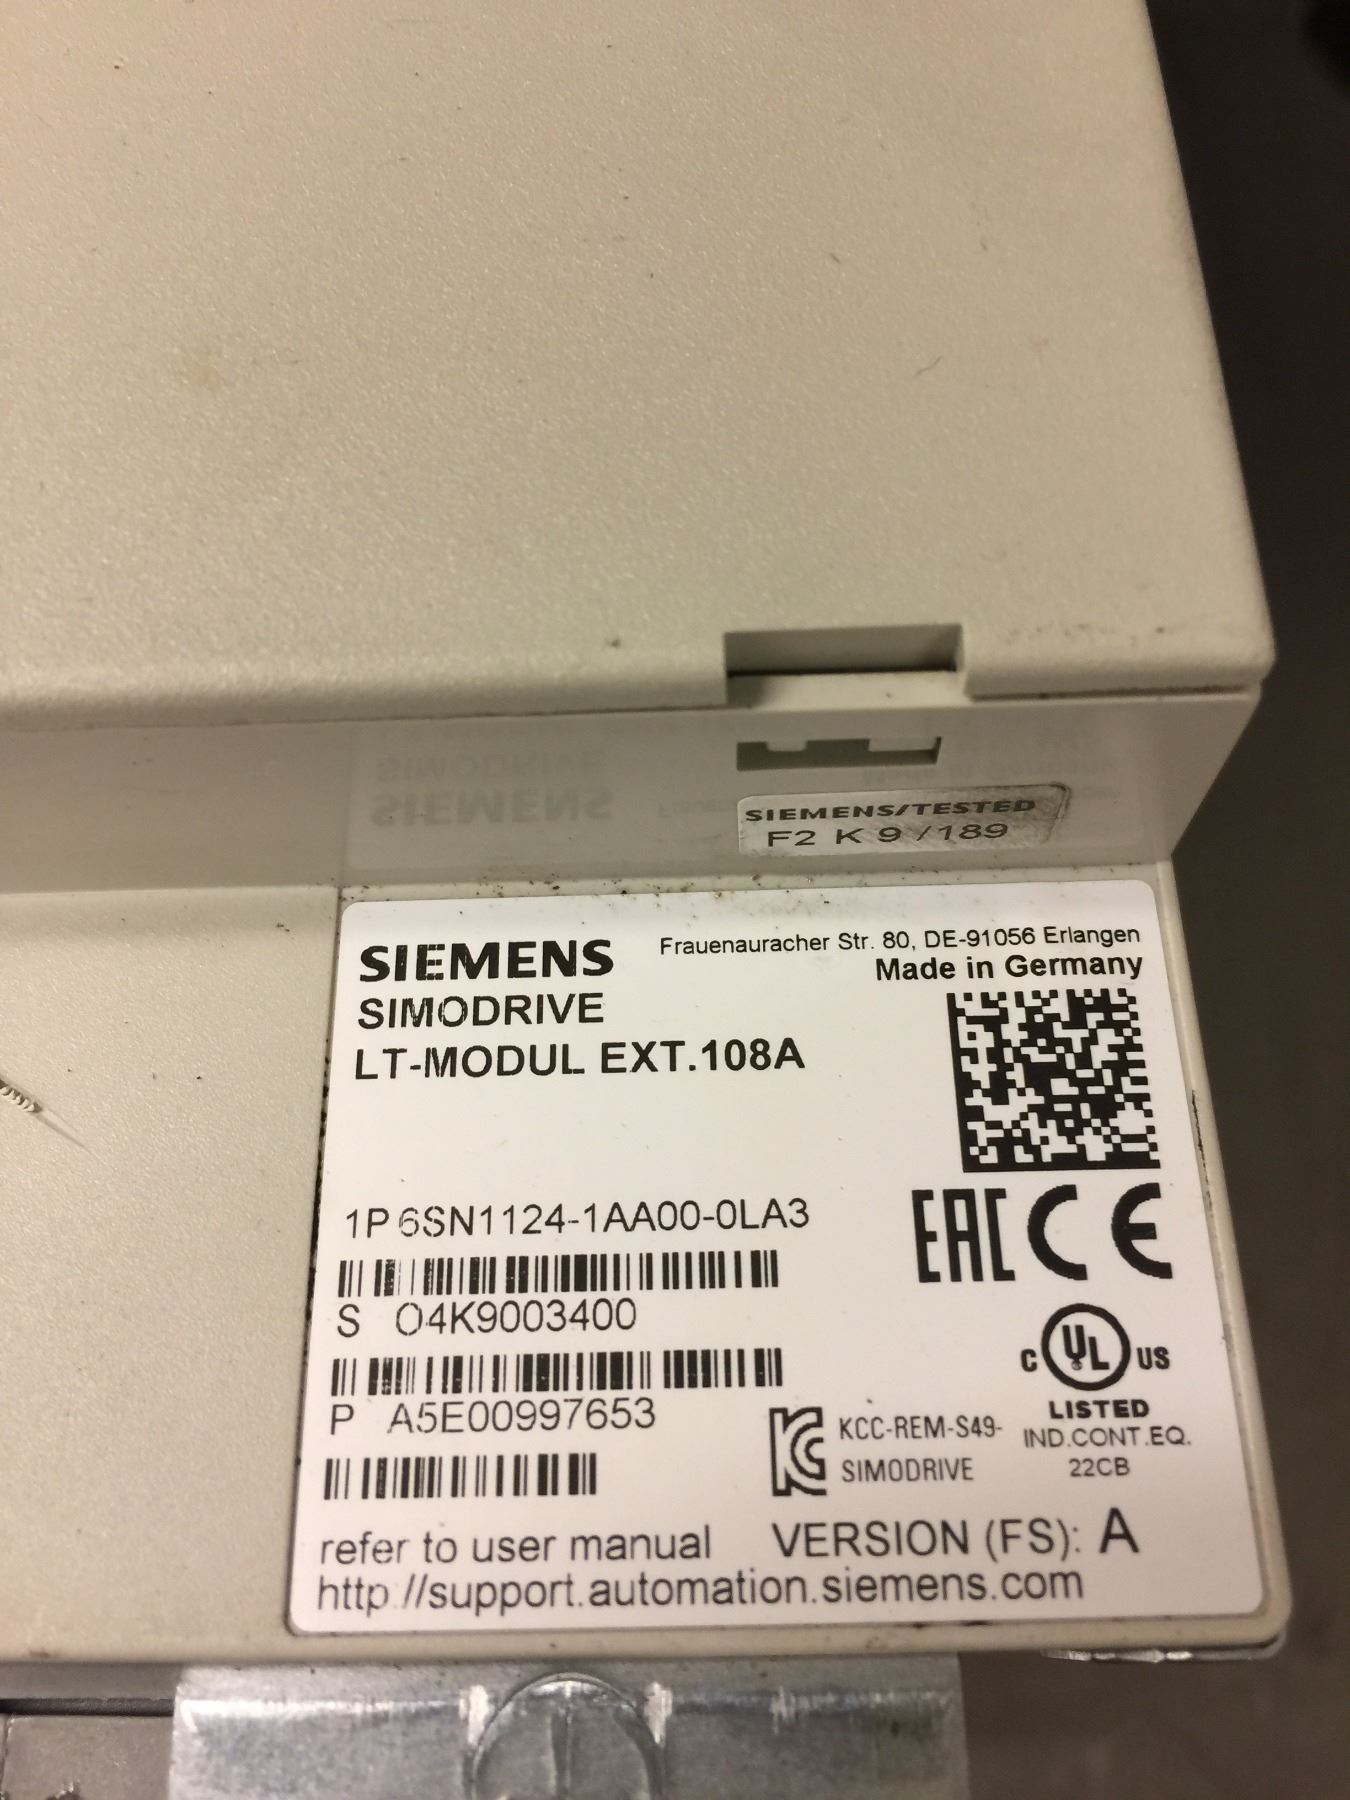 SIEMENS/TESTED
F2 K 9 /189
SIEMENS
Frauenauracher Str. 80, DE-91056 Erlangen
Made in Germany
SIMODRIVE
LT-MODUL EXT.108A
1P 6SN1124-1AA00-0LA3
EAC CE
S O4K9003400
C UL US
P A5E00997653
LISTED
IND.CONT.EQ.
22CB
KCC-REM-S49-
SIMODRIVE
refer to user manual VERSION (FS): A
http://support.automation.siemens.com